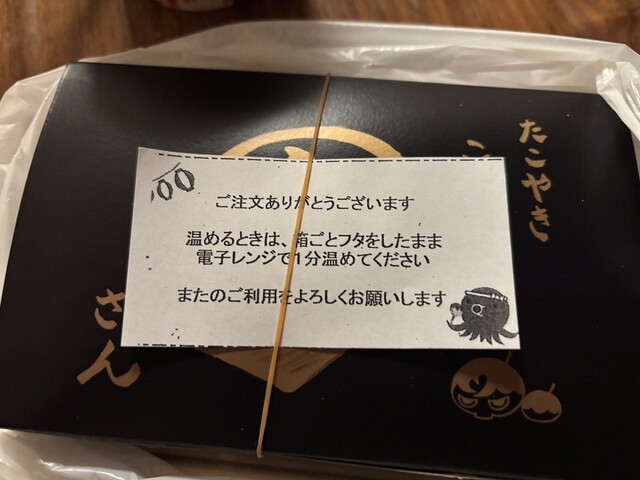 たこやき
ご注文ありがとうございます
温めるときは、箱ごとフタをしたまま
電子レンジで1分温めてください
またのご利用をよろしくお願いします
さん